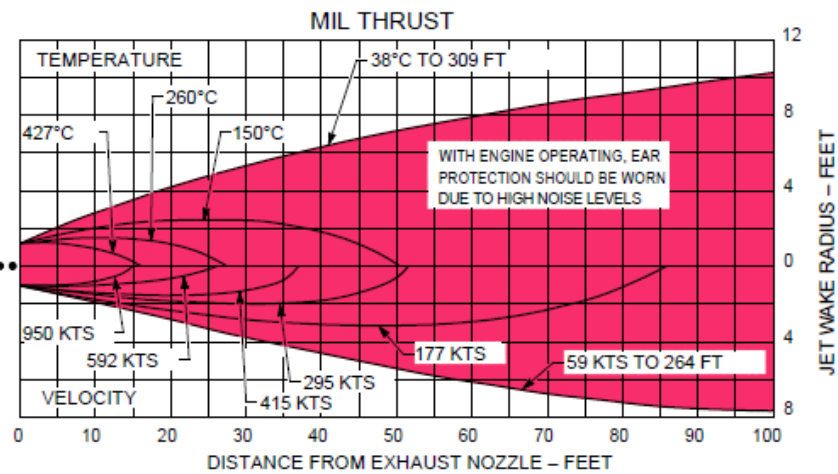 MIL THRUST
TEMPERATURE
38°C TO 309 FT
12
260°C
427°C
150°C
8
WITH ENGINE OPERATING, EAR
PROTECTION SHOULD BE WORN
DUE TO HIGH NOISE LEVELS
4
0
950 KTS
592 KTS
177 KTS
59 KTS TO 264 FT
4
295 KTS
415 KTS
VELOCITY
8
JET WAKE RADIUS – FEET
0 10 20 30 40 50 60 70 80 90 100
DISTANCE FROM EXHAUST NOZZLE – FEET